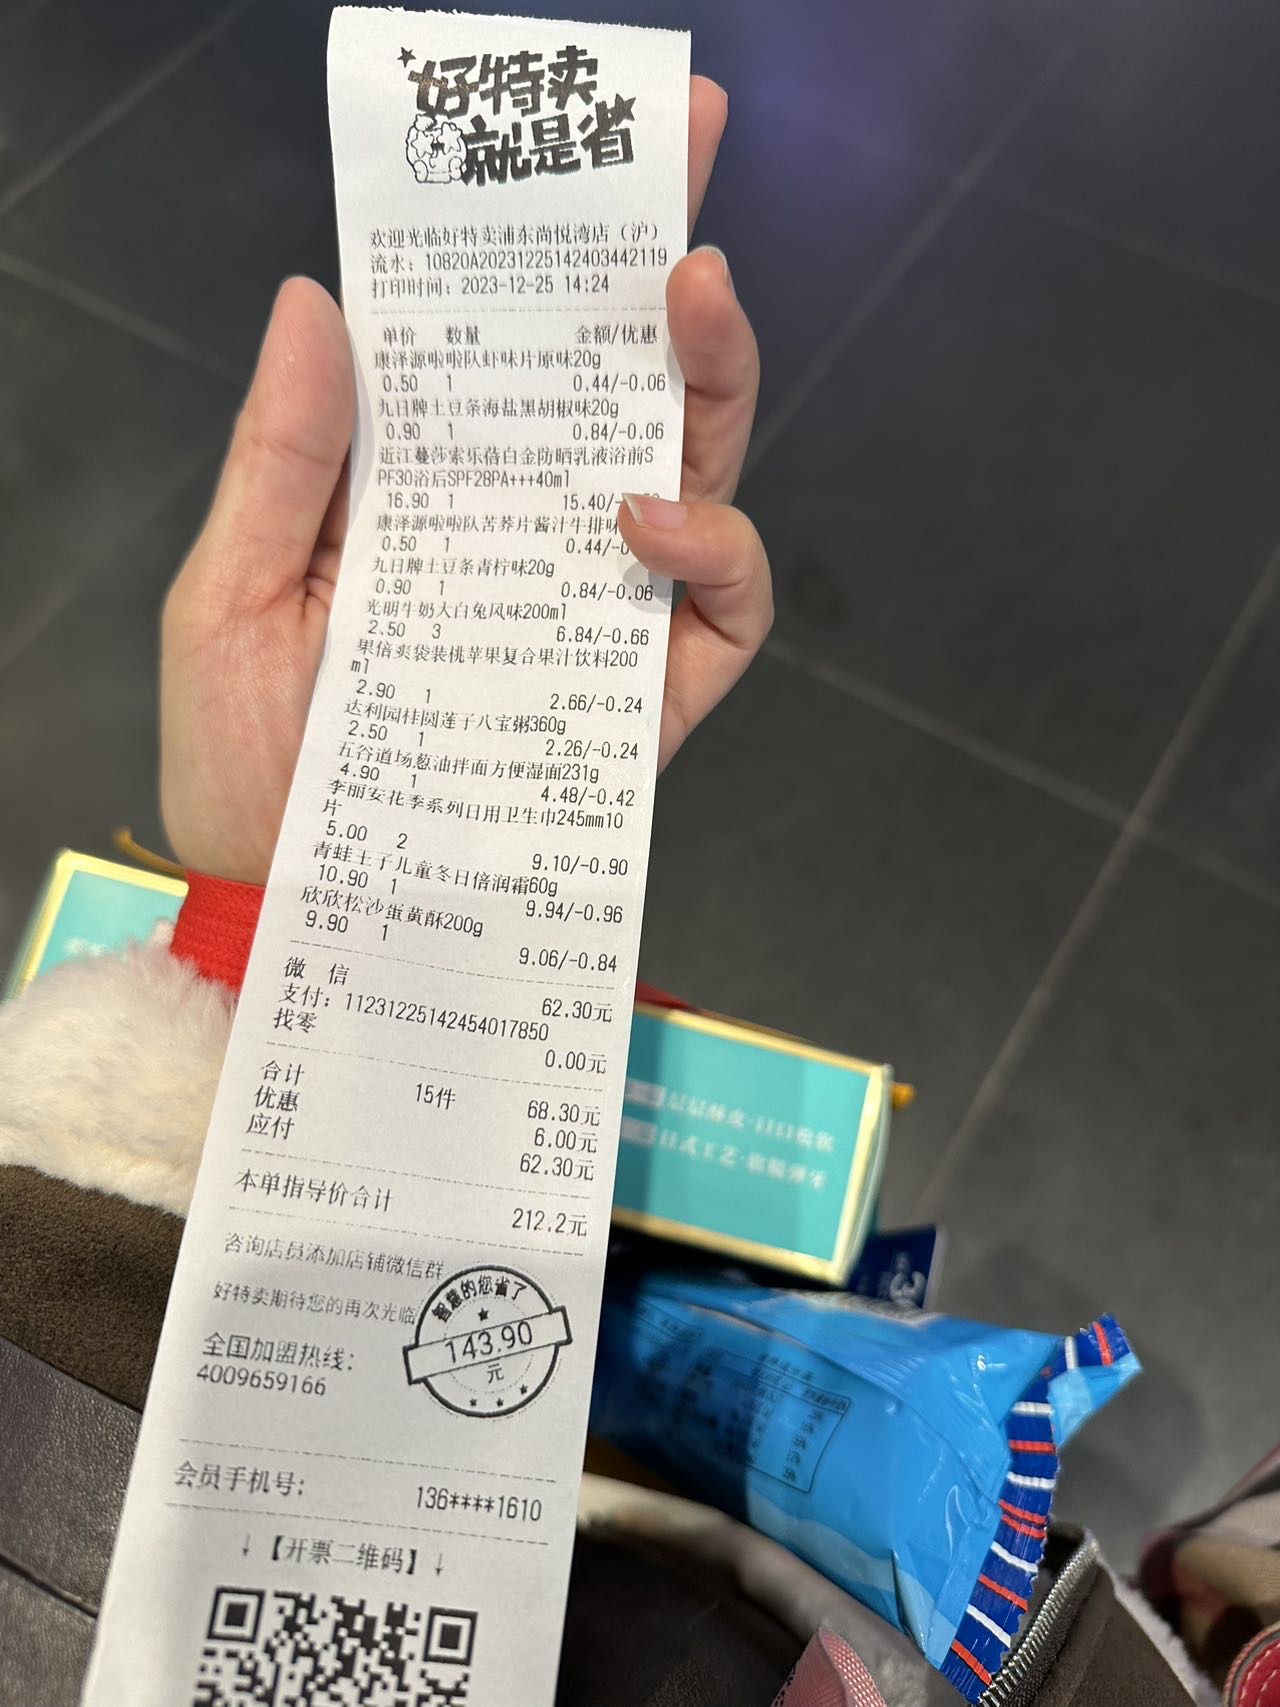 好特卖
就是省
欢迎光临好特卖浦东尚悦湾店（沪）
流水：10820A20231225142403442119
打印时间：2023-12-25 14:24
单价 数量 金额/优惠
康泽源啦啦队虾味片原味20g
0.50 1 0.44/-0.06
九日牌土豆条海盐黑胡椒味20g
0.90 1 0.84/-0.06
近江蔓莎索乐蓓白金防晒乳液浴前S
PF30浴后SPF28PA+++40ml
16.90 1 15.40/-
康泽源啦啦队苦荞片酱汁牛排味
0.50 1 0.44/-0
九日牌土豆条青柠味20g
0.90 1 0.84/-0.06
光明牛奶大白兔风味200ml
2.50 3 6.84/-0.66
果倍爽袋装桃苹果复合果汁饮料200
ml
2.90 1 2.66/-0.24
达利园桂圆莲子八宝粥360g
2.50 1 2.26/-0.24
五谷道场葱油拌面方便湿面231g
4.90 1 4.48/-0.42
李丽安花季系列日用卫生巾245mm10
片
5.00 2 9.10/-0.90
青蛙王子儿童冬日倍润霜60g
10.90 1 9.94/-0.96
欣欣松沙蛋黄酥200g
9.90 1 9.06/-0.84
微 信 62.30元
支付：11231225142454017850
找零 0.00元
合计 15件 68.30元
优惠 6.00元
应付 62.30元
本单指导价合计 212.2元
咨询店员添加店铺微信群
好特卖期待您的再次光临
智慧的您省了
143.90
元
全国加盟热线：
4009659166
会员手机号： 136****1610
↓【开票二维码】↓